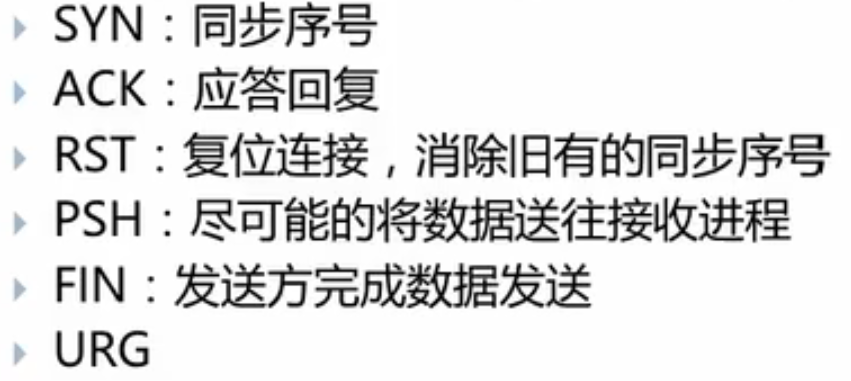 SYN：同步序号
ACK：应答回复
RST：复位连接，消除旧有的同步序号
PSH：尽可能的将数据送往接收进程
FIN：发送方完成数据发送
URG